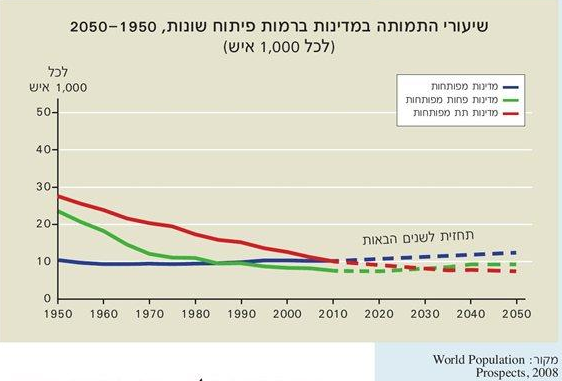 שיעורי התמותה במדינות ברמות פיתוח שונות, 1950–2050
(לכל 1,000 איש)
לכל
1,000 איש
מדינות מפותחות
מדינות פחות מפותחות
מדינות תת מפותחות
50
40
30
20
10
0
תחזית לשנים הבאות
1950 1960 1970 1980 1990 2000 2010 2020 2030 2040 2050
מקור: World Population
Prospects, 2008